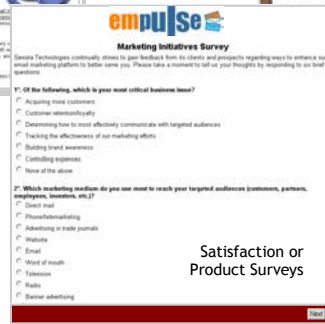 empulse
Marketing Initiatives Survey
Technologies continually strives to gain feedback from its clients and prospects regarding ways to enhance our
email marketing platform to better serve you. Please take a moment to tell us your thoughts by responding to six brief
questions.
1*. Of the following, which is your most critical business issue?
Acquiring more customers
Customer retention/loyalty
Determining how to most effectively communicate with targeted audiences
Tracking the effectiveness of our marketing efforts
Building brand awareness
Controlling expenses
None of the above
2*. Which marketing medium do you use most to reach your targeted audiences (customers, partners,
employees, investors, etc.)?
Direct mail
Phone/telemarketing
Advertising in trade journals
Website
Email
Word of mouth
Television
Radio
Banner advertising
Satisfaction or
Product Surveys
Next